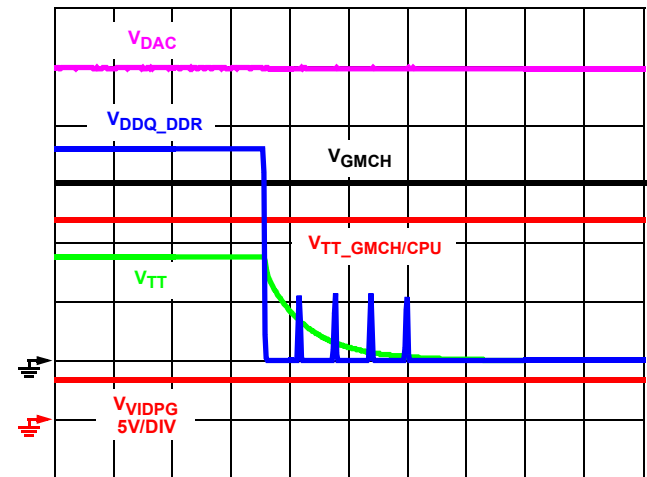 VDAC
VDDQ_DDR
VGMCH
VTT_GMCH/CPU
VTT
VVIDPG
5V/DIV